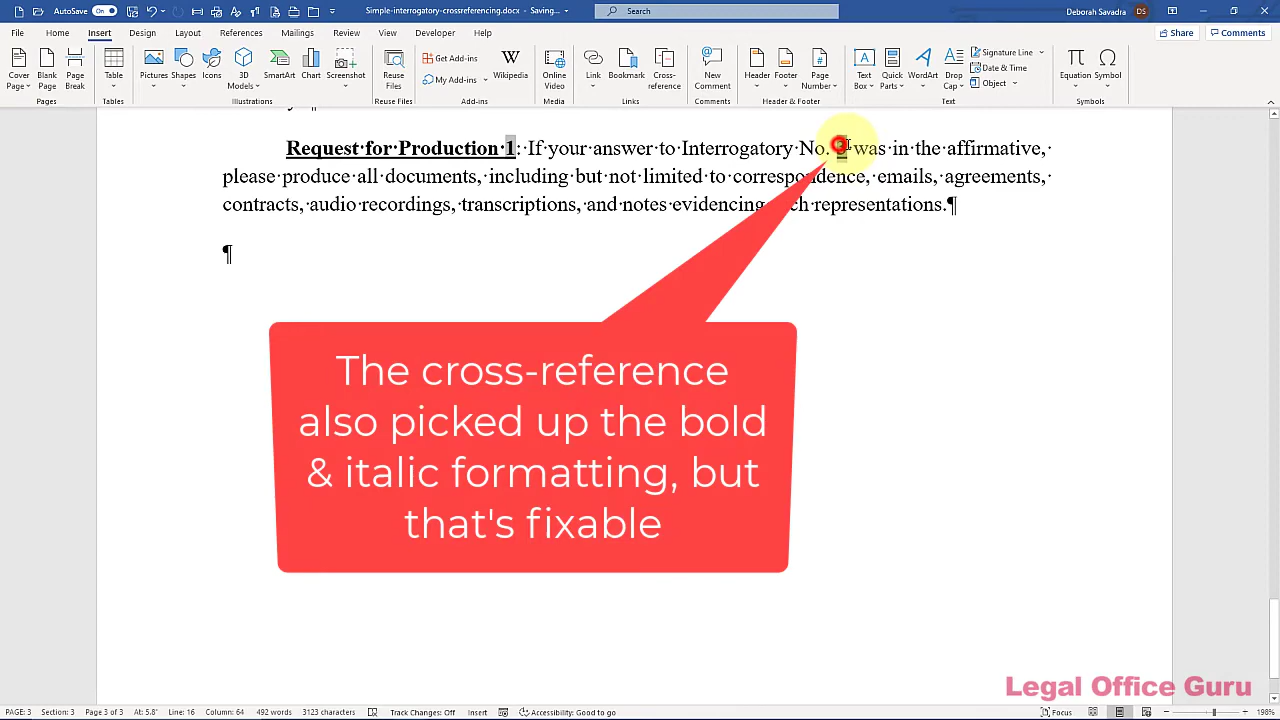 AutoSave On
Simple-interrogatory-crossreferencing.docx - Saving...
Search
Deborah Savadra DS
File Home Insert Draw Design Layout References Mailings Review View Developer Help
Share Comments
Cover Page
Blank Page
Page Break
Table
Pictures
Shapes
Icons
3D Models
SmartArt
Chart
Screenshot
Reuse Files
Get Add-ins
My Add-ins
Wikipedia
Online Video
Link
Bookmark
Cross-reference
New Comment
Header
Footer
Page Number
Text Box
Quick Parts
WordArt
Drop Cap
Signature Line
Date & Time
Object
Equation
Symbol
Pages Tables Illustrations Reuse Files Add-ins Media Links Comments Header & Footer Text Symbols
Request for Production 1: If your answer to Interrogatory No. was in the affirmative,
please produce all documents, including but not limited to correspondence, emails, agreements,
contracts, audio recordings, transcriptions, and notes evidencing representations.¶
¶
The cross-reference
also picked up the bold
& italic formatting, but
that's fixable
Legal Office Guru
PAGE: 3 Section: 3 Page 3 of 3 At: 5.8" Line: 16 Column: 64 492 words 3123 characters Track Changes: Off Insert Accessibility: Good to go Focus 198%